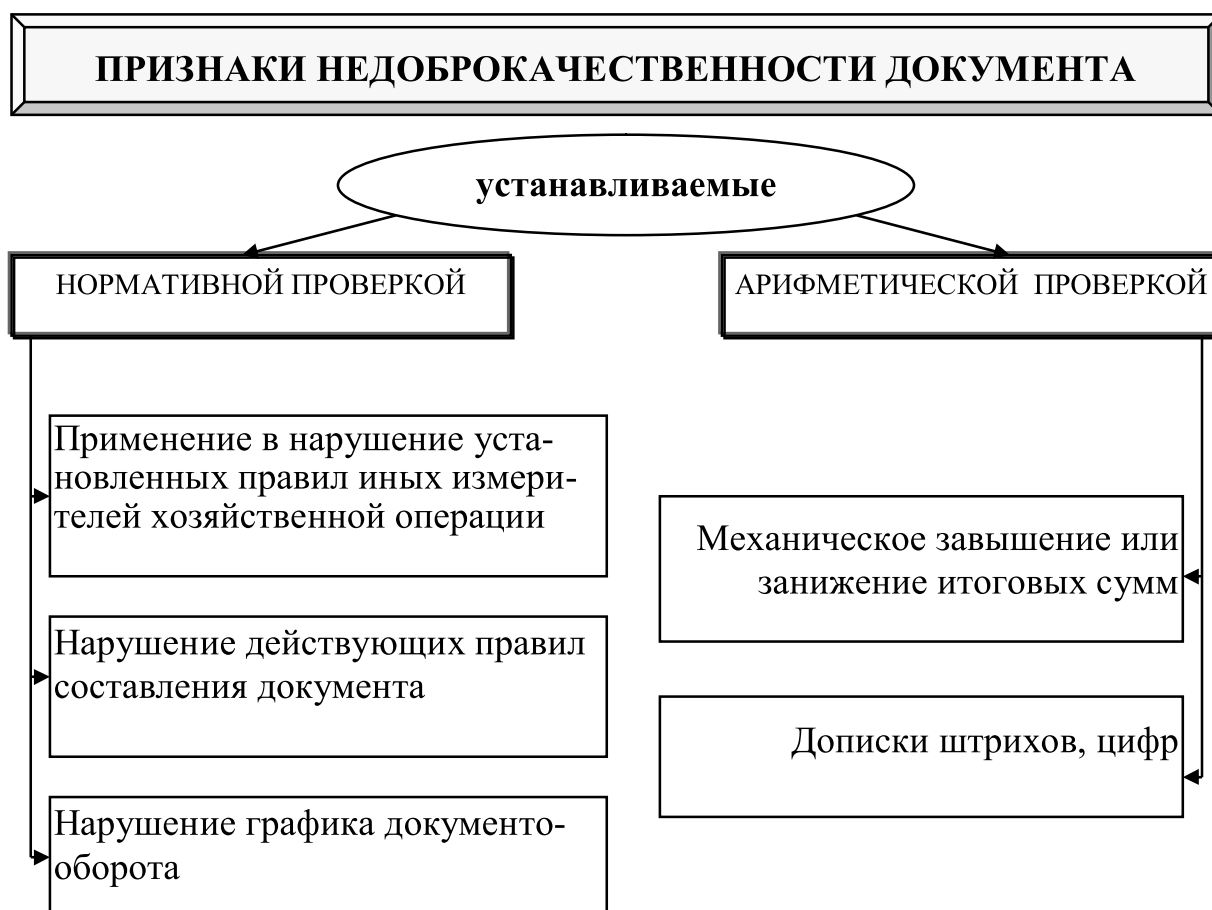 ПРИЗНАКИ НЕДОБРОКАЧЕСТВЕННОСТИ ДОКУМЕНТА
устанавливаемые
НОРМАТИВНОЙ ПРОВЕРКОЙ
АРИФМЕТИЧЕСКОЙ ПРОВЕРКОЙ
Применение в нарушение уста-
новленных правил иных измери-
телей хозяйственной операции
Нарушение действующих правил
составления документа
Нарушение графика документо-
оборота
Механическое завышение или
занижение итоговых сумм
Дописки штрихов, цифр